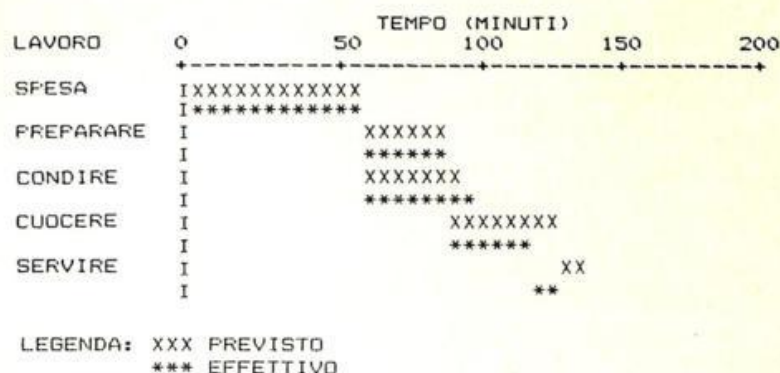 TEMPO (MINUTI)
LAVORO 0 50 100 150 200
+-----------+---------+---------+---------+
SPESA IXXXXXXXXXXXX
I************
PREPARARE I XXXXXX
I ******
CONDIRE I XXXXXXX
I ********
CUOCERE I XXXXXXXX
I ******
SERVIRE I XX
I **
LEGENDA: XXX PREVISTO
*** EFFETTIVO